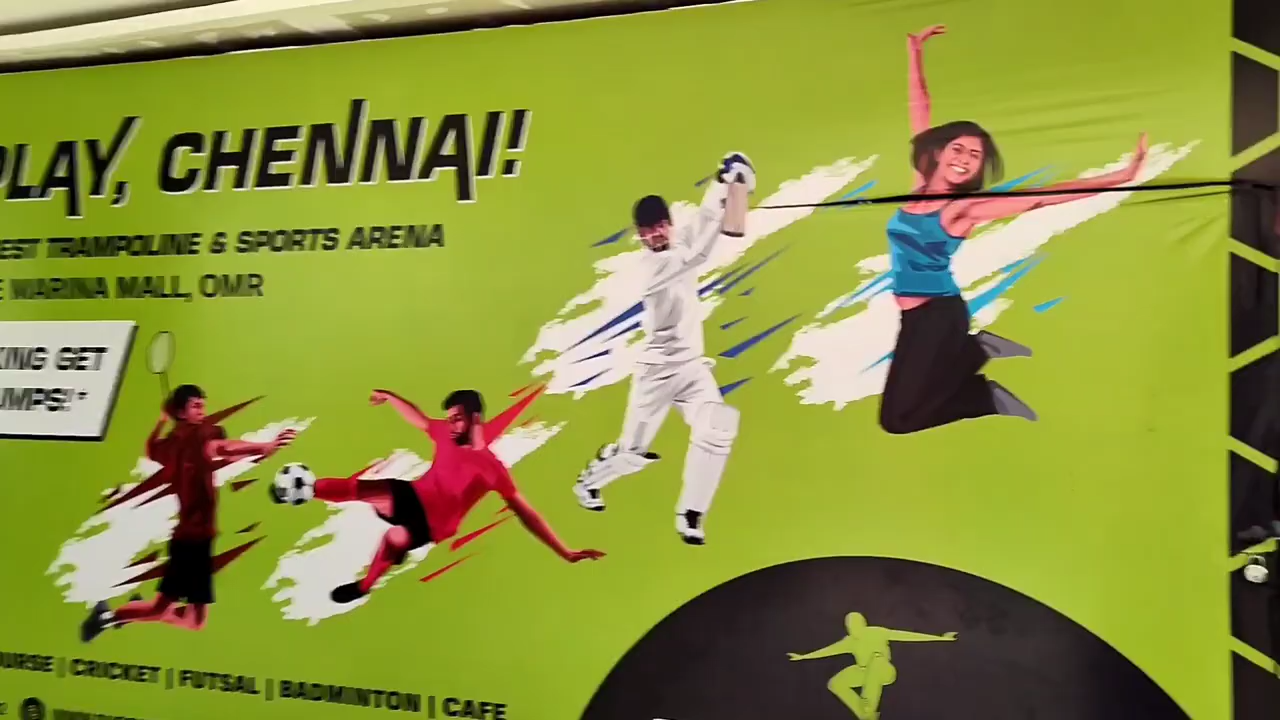 PLAY, CHENNAI!
EST TRAMPOLINE & SPORTS ARENA
E MARINA MALL, OMR
KING GET
UMPS!*
URSE | CRICKET | FUTSAL | BADMINTON | CAFE